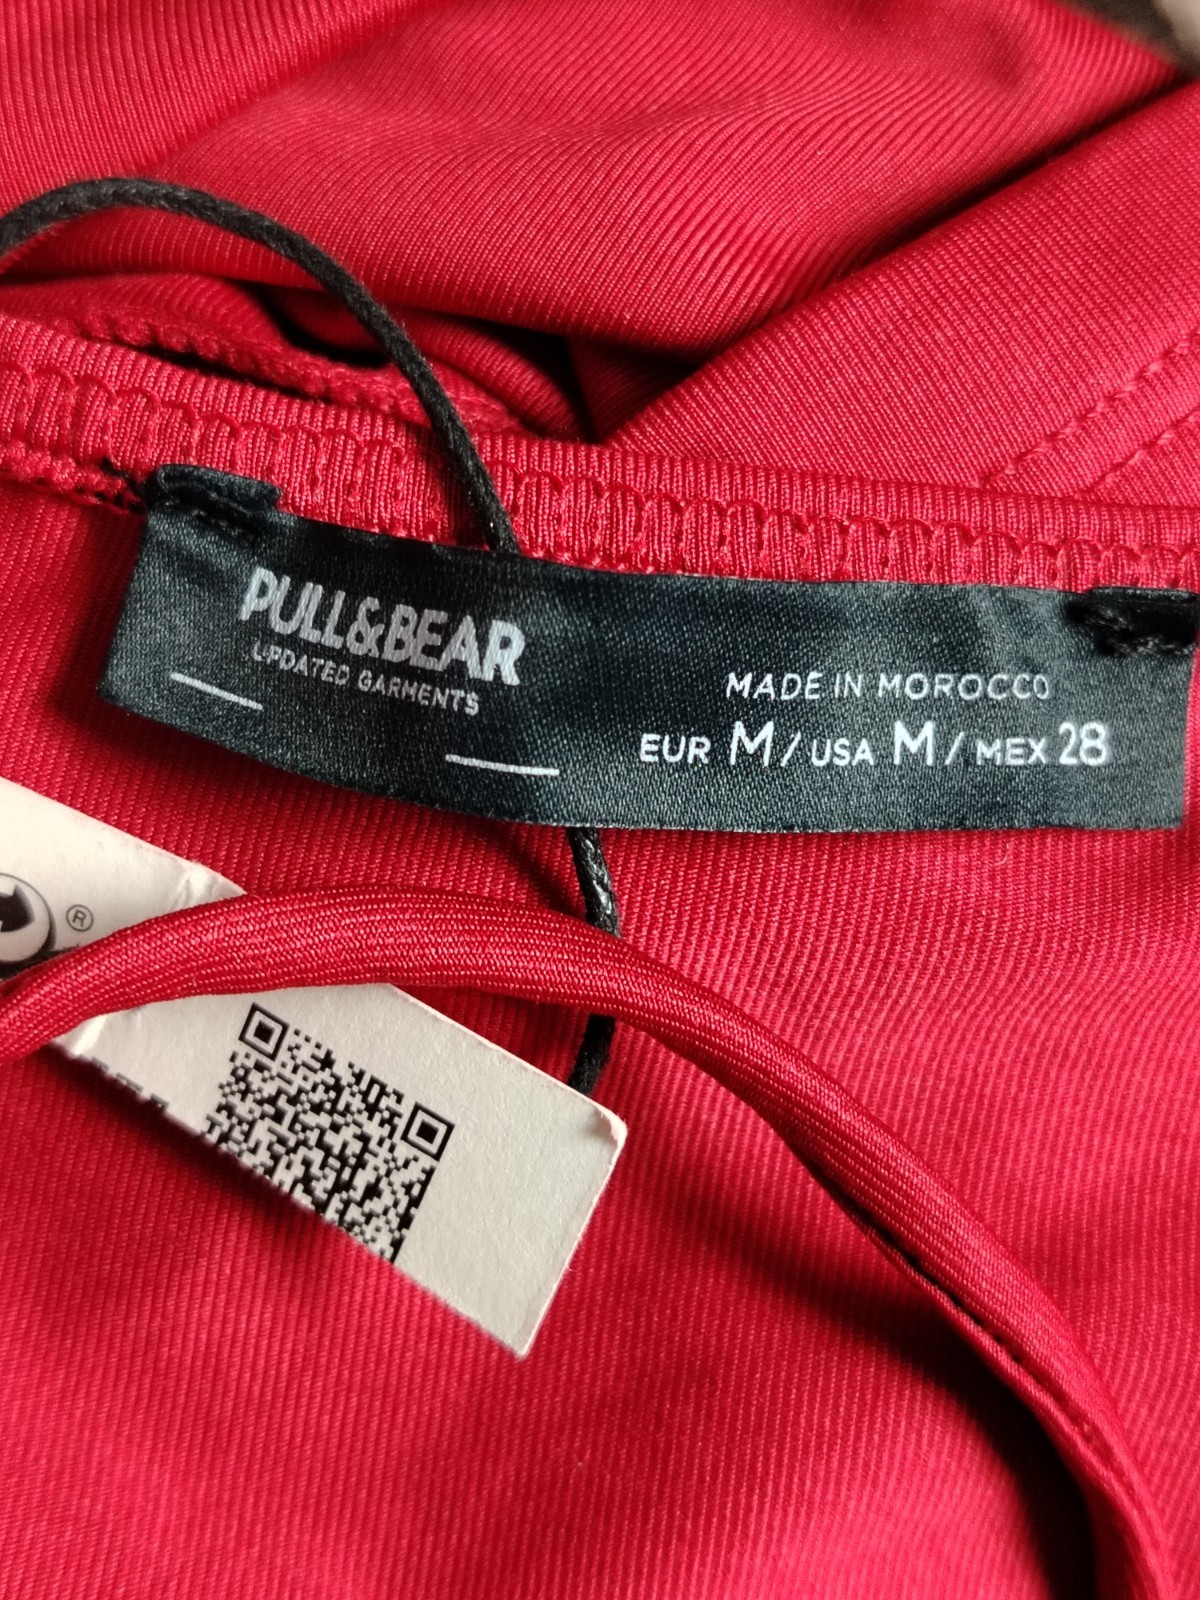 PULL&BEAR
UPDATED GARMENTS
MADE IN MOROCCO
EUR M/USA M/MEX 28
®